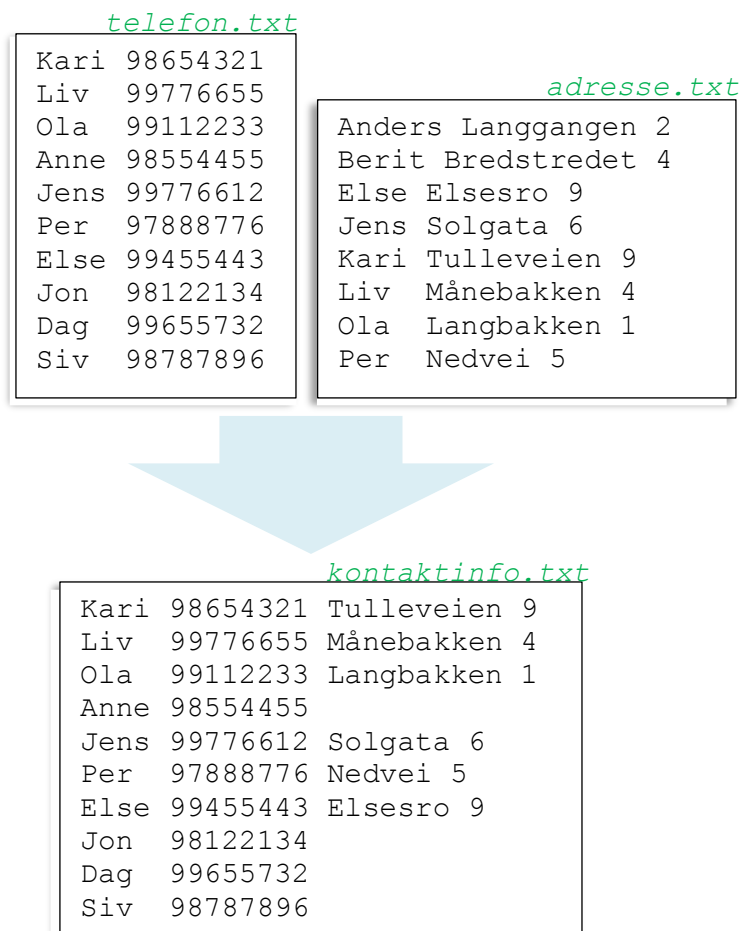 telefon.txt
Kari 98654321
Liv  99776655
Ola  99112233
Anne 98554455
Jens 99776612
Per  97888776
Else 99455443
Jon  98122134
Dag  99655732
Siv  98787896
adresse.txt
Anders Langgangen 2
Berit Bredstredet 4
Else Elsesro 9
Jens Solgata 6
Kari Tulleveien 9
Liv  Månebakken 4
Ola  Langbakken 1
Per  Nedvei 5
kontaktinfo.txt
Kari 98654321 Tulleveien 9
Liv  99776655 Månebakken 4
Ola  99112233 Langbakken 1
Anne 98554455
Jens 99776612 Solgata 6
Per  97888776 Nedvei 5
Else 99455443 Elsesro 9
Jon  98122134
Dag  99655732
Siv  98787896